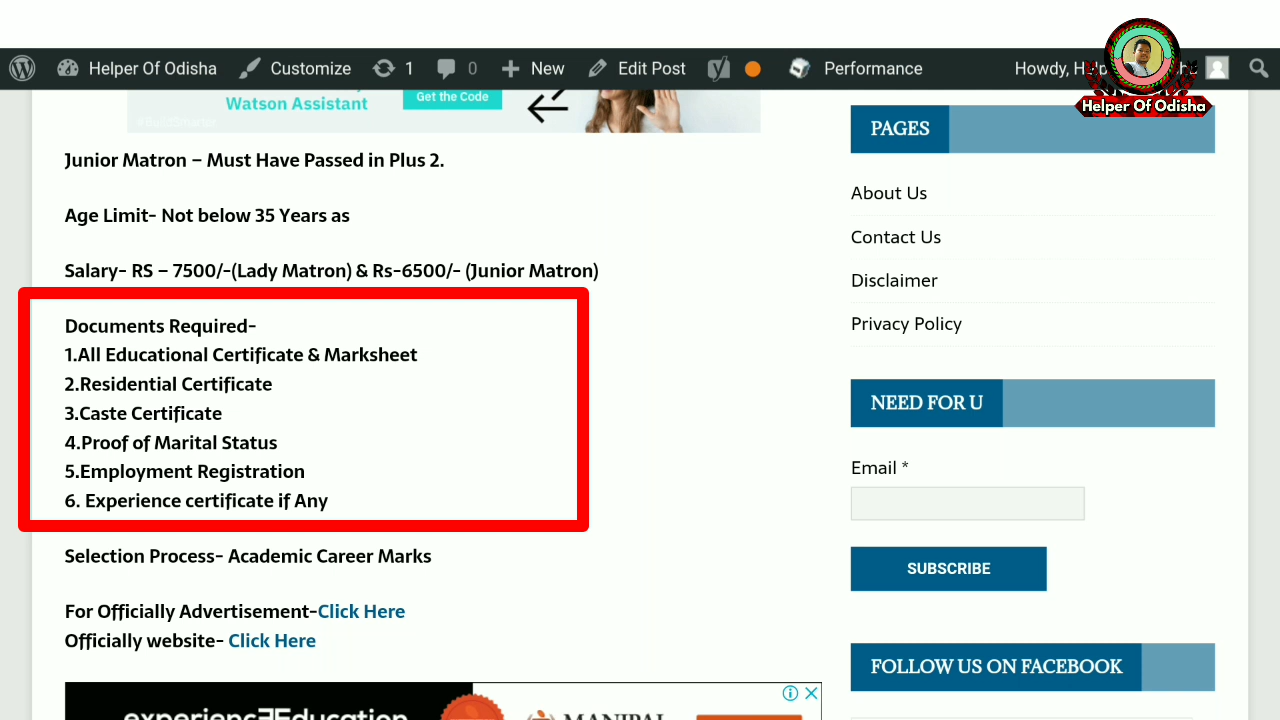 Helper Of Odisha
Customize
1
0
New
Edit Post
Performance
Howdy,
Helper Of Odisha
Watson Assistant
Get the Code
Junior Matron – Must Have Passed in Plus 2.
Age Limit- Not below 35 Years as
Salary- RS – 7500/-(Lady Matron) & Rs-6500/- (Junior Matron)
Documents Required-
1.All Educational Certificate & Marksheet
2.Residential Certificate
3.Caste Certificate
4.Proof of Marital Status
5.Employment Registration
6. Experience certificate if Any
Selection Process- Academic Career Marks
For Officially Advertisement-Click Here
Officially website- Click Here
MANIPAL
PAGES
About Us
Contact Us
Disclaimer
Privacy Policy
NEED FOR U
Email *
SUBSCRIBE
FOLLOW US ON FACEBOOK